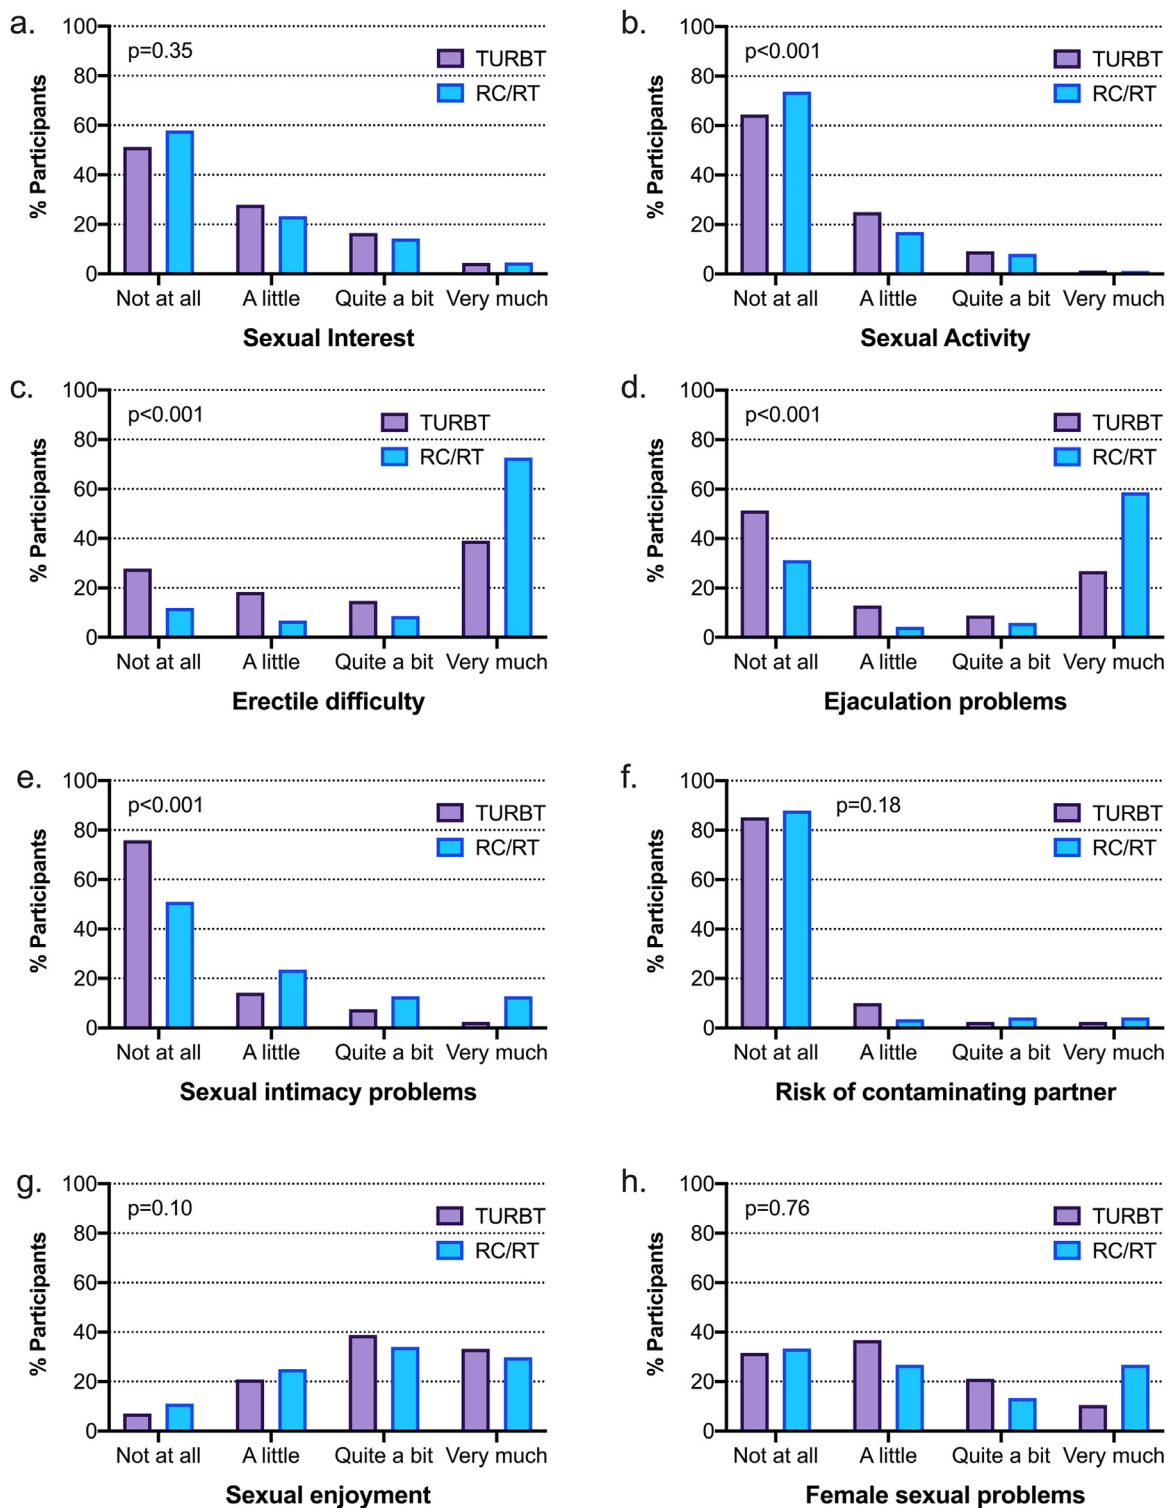 a.
100
80
60
40
20
0
% Participants
p=0.35
TURBT
RC/RT
Not at all A little Quite a bit Very much
Sexual Interest
b.
100
80
60
40
20
0
% Participants
p<0.001
TURBT
RC/RT
Not at all A little Quite a bit Very much
Sexual Activity
c.
100
80
60
40
20
0
% Participants
p<0.001
TURBT
RC/RT
Not at all A little Quite a bit Very much
Erectile difficulty
d.
100
80
60
40
20
0
% Participants
p<0.001
TURBT
RC/RT
Not at all A little Quite a bit Very much
Ejaculation problems
e.
100
80
60
40
20
0
% Participants
p<0.001
TURBT
RC/RT
Not at all A little Quite a bit Very much
Sexual intimacy problems
f.
100
80
60
40
20
0
% Participants
p=0.18
TURBT
RC/RT
Not at all A little Quite a bit Very much
Risk of contaminating partner
g.
100
80
60
40
20
0
% Participants
p=0.10
TURBT
RC/RT
Not at all A little Quite a bit Very much
Sexual enjoyment
h.
100
80
60
40
20
0
% Participants
p=0.76
TURBT
RC/RT
Not at all A little Quite a bit Very much
Female sexual problems